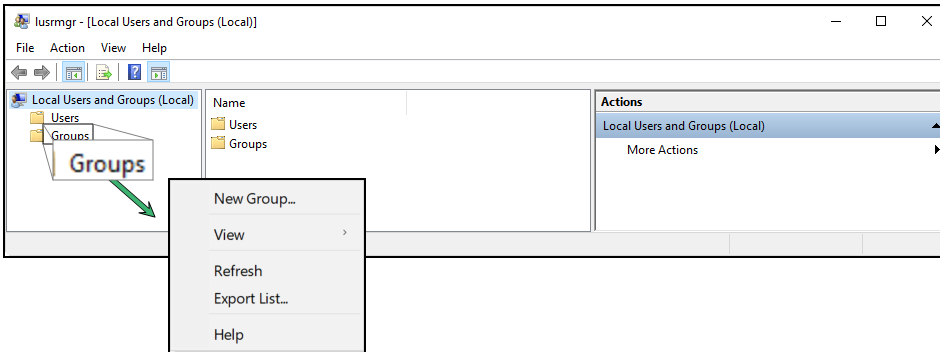 lusrmgr - [Local Users and Groups (Local)]
File Action View Help
Local Users and Groups (Local)
Users
Groups
Groups
Name
Users
Groups
Actions
Local Users and Groups (Local)
More Actions
New Group...
View
Refresh
Export List...
Help